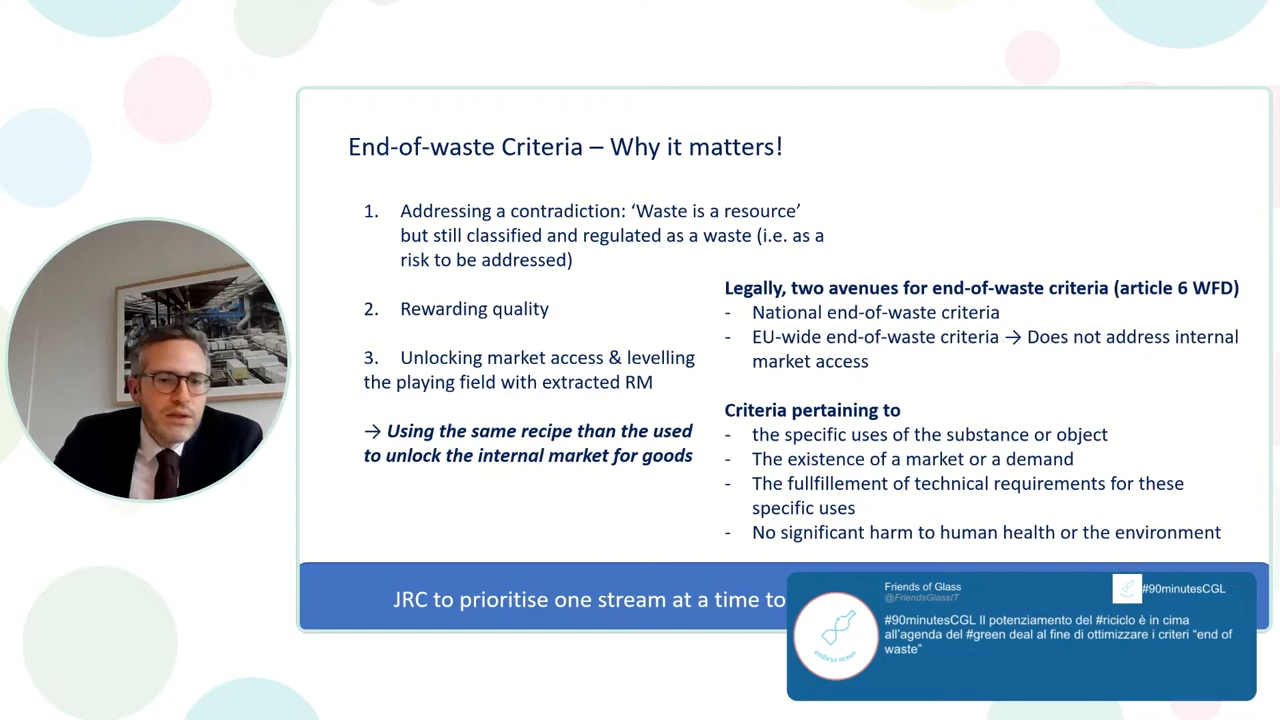 End-of-waste Criteria – Why it matters!
1. Addressing a contradiction: ‘Waste is a resource’
but still classified and regulated as a waste (i.e. as a
risk to be addressed)
2. Rewarding quality
3. Unlocking market access & levelling
the playing field with extracted RM
→ Using the same recipe than the used
to unlock the internal market for goods
Legally, two avenues for end-of-waste criteria (article 6 WFD)
- National end-of-waste criteria
- EU-wide end-of-waste criteria → Does not address internal
market access
Criteria pertaining to
- the specific uses of the substance or object
- The existence of a market or a demand
- The fullfillement of technical requirements for these
specific uses
- No significant harm to human health or the environment
JRC to prioritise one stream at a time to
Friends of Glass
@FriendsGlassIT
#90minutesCGL
#90minutesCGL Il potenziamento del #riciclo è in cima
all’agenda del #green deal al fine di ottimizzare i criteri “end of
waste”
endless ocean